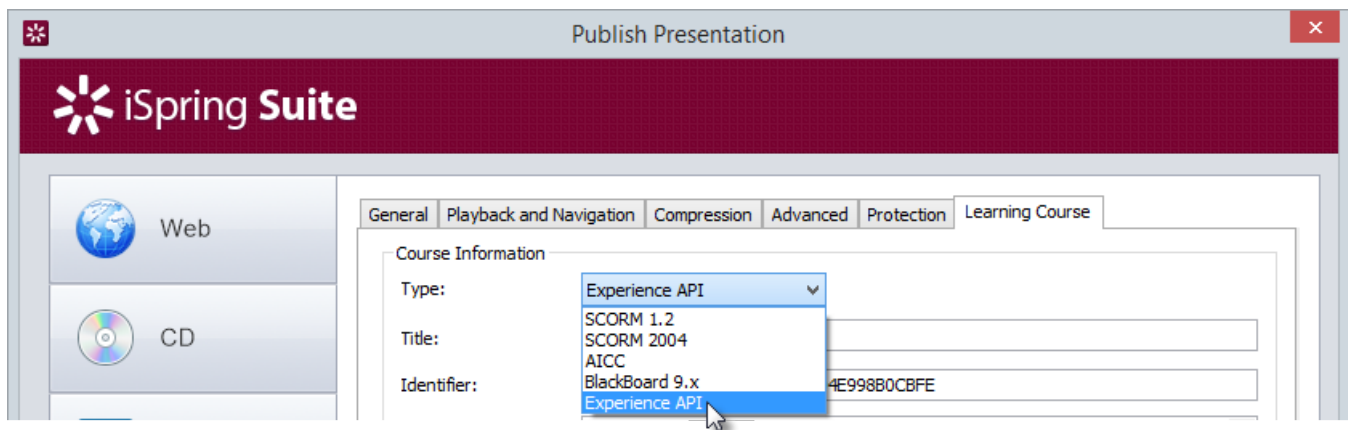 Publish Presentation
iSpring Suite
Web
CD
General Playback and Navigation Compression Advanced Protection Learning Course
Course Information
Type: Experience API
SCORM 1.2
Title: SCORM 2004
AICC
Identifier: BlackBoard 9.x 4E998B0CBFE
Experience API